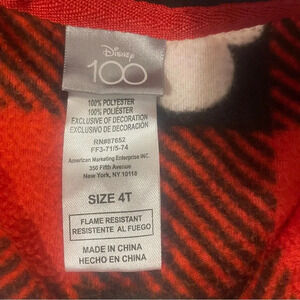 Disney
100
100% POLYESTER
100% POLIÉSTER
EXCLUSIVE OF DECORATION
EXCLUSIVO DE DECORACIÓN
RN#87652
FF3-71/5-74
American Marketing Enterprise INC.
350 Fifth Avenue
New York, NY 10118
SIZE 4T
FLAME RESISTANT
RESISTENTE AL FUEGO
MADE IN CHINA
HECHO EN CHINA